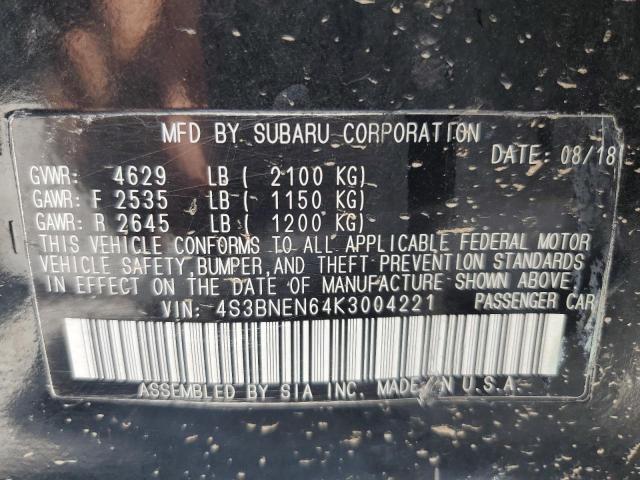 MFD BY SUBARU CORPORATION
DATE: 08/18
GVWR: 4629 LB ( 2100 KG)
GAWR: F 2535 LB ( 1150 KG)
GAWR: R 2645 LB ( 1200 KG)
THIS VEHICLE CONFORMS TO ALL APPLICABLE FEDERAL MOTOR
VEHICLE SAFETY, BUMPER, AND THEFT PREVENTION STANDARDS
IN EFFECT ON THE DATE OF MANUFACTURE SHOWN ABOVE.
VIN: 4S3BNEN64K3004221 PASSENGER CAR
ASSEMBLED BY SIA INC. MADE IN U.S.A.